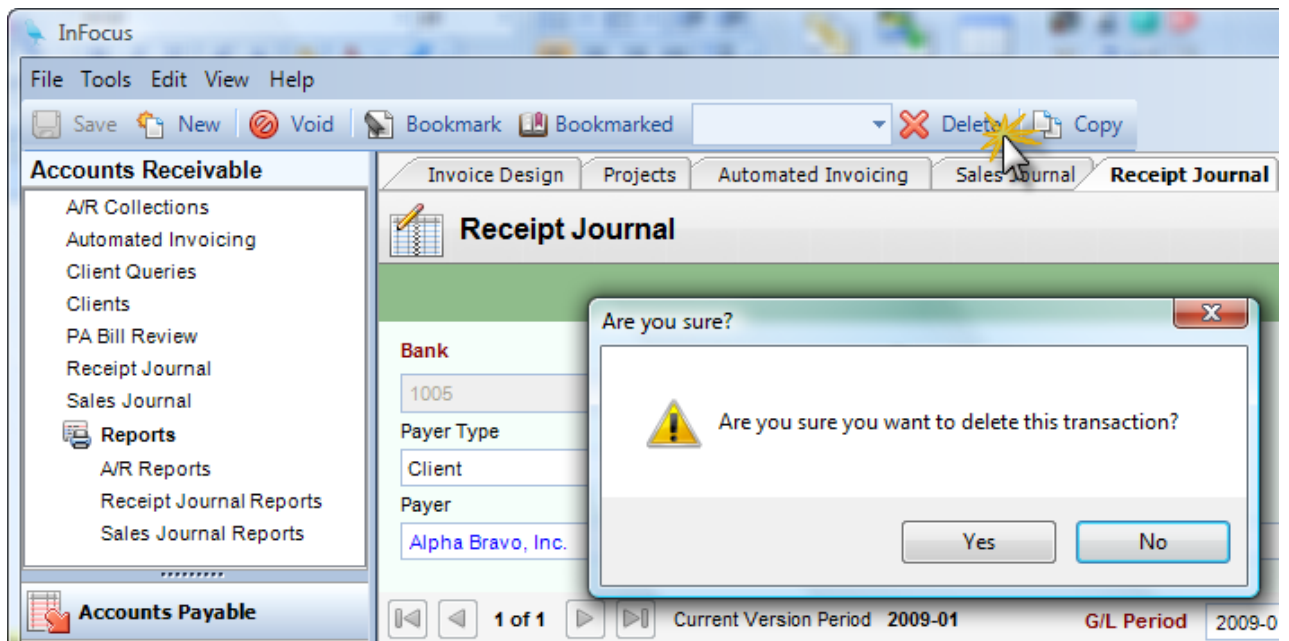 InFocus
File Tools Edit View Help
Save New Void Bookmark Bookmarked Delete Copy
Accounts Receivable
A/R Collections
Automated Invoicing
Client Queries
Clients
PA Bill Review
Receipt Journal
Sales Journal
Reports
A/R Reports
Receipt Journal Reports
Sales Journal Reports
Accounts Payable
Invoice Design Projects Automated Invoicing Sales Journal Receipt Journal
Receipt Journal
Bank
1005
Payer Type
Client
Payer
Alpha Bravo, Inc.
Are you sure?
Are you sure you want to delete this transaction?
Yes No
1 of 1 Current Version Period 2009-01 G/L Period 2009-0